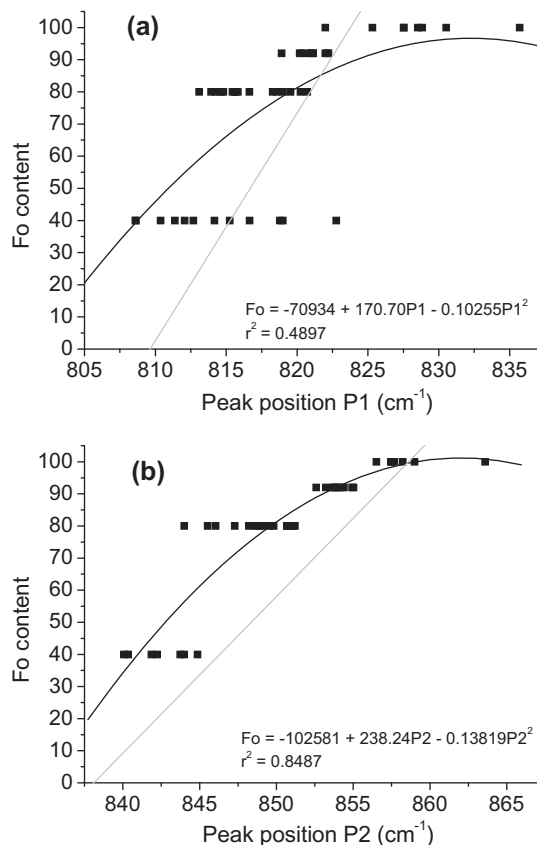 (a)
100
90
80
70
60
50
40
30
20
10
0
Fo content
Fo = -70934 + 170.70P1 - 0.10255P1²
r² = 0.4897
805 810 815 820 825 830 835
Peak position P1 (cm⁻¹)
(b)
100
90
80
70
60
50
40
30
20
10
0
Fo content
Fo = -102581 + 238.24P2 - 0.13819P2²
r² = 0.8487
840 845 850 855 860 865
Peak position P2 (cm⁻¹)